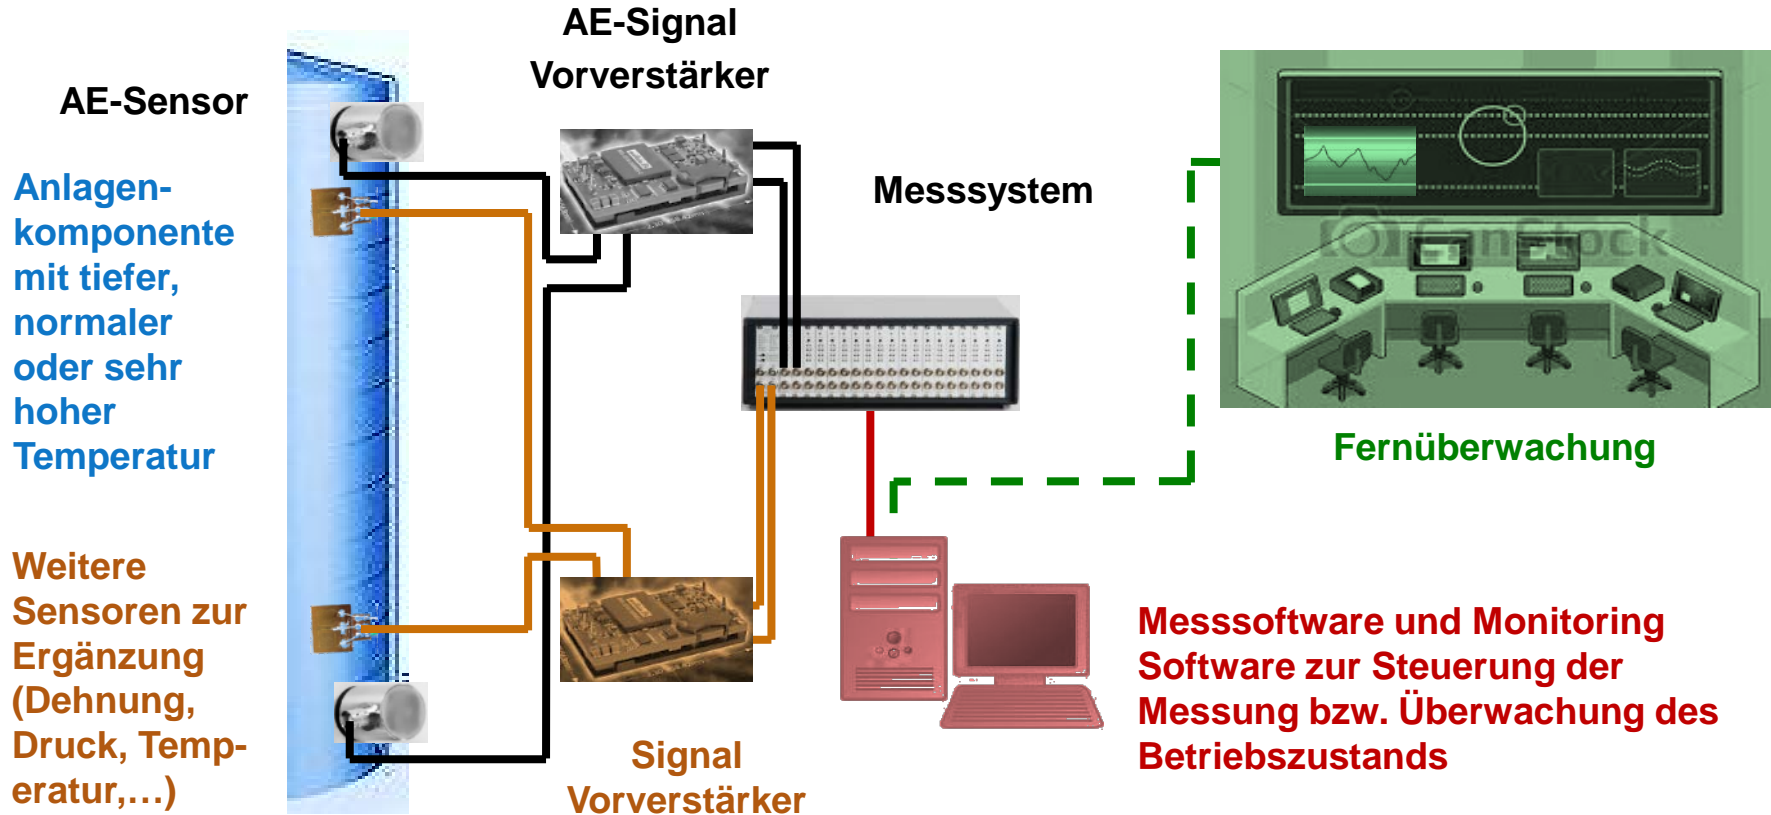 AE-Signal
Vorverstärker
AE-Sensor
Anlagen-
komponente
mit tiefer,
normaler
oder sehr
hoher
Temperatur
Messsystem
CanStock
Fernüberwachung
Weitere
Sensoren zur
Ergänzung
(Dehnung,
Druck, Temp-
eratur,…)
Signal
Vorverstärker
Messsoftware und Monitoring
Software zur Steuerung der
Messung bzw. Überwachung des
Betriebszustands